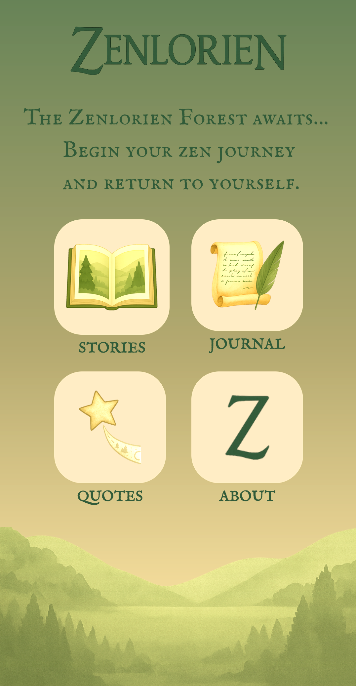 ZENLORIEN
THE ZENLORIEN FOREST AWAITS...
BEGIN YOUR ZEN JOURNEY
AND RETURN TO YOURSELF.
STORIES
JOURNAL
QUOTES
Z
ABOUT